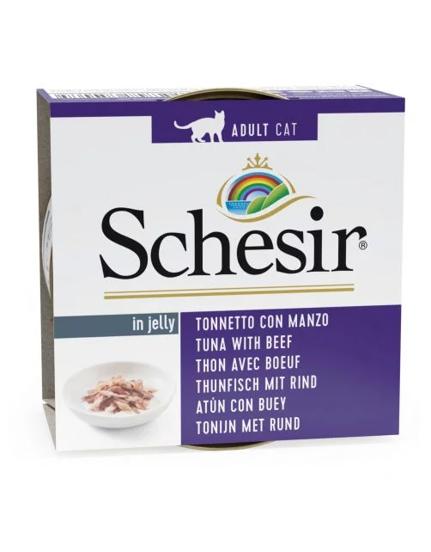 ADULT CAT
Schesir®
in jelly
TONNETTO CON MANZO
TUNA WITH BEEF
THON AVEC BOEUF
THUNFISCH MIT RIND
ATÚN CON BUEY
TONIJN MET RUND